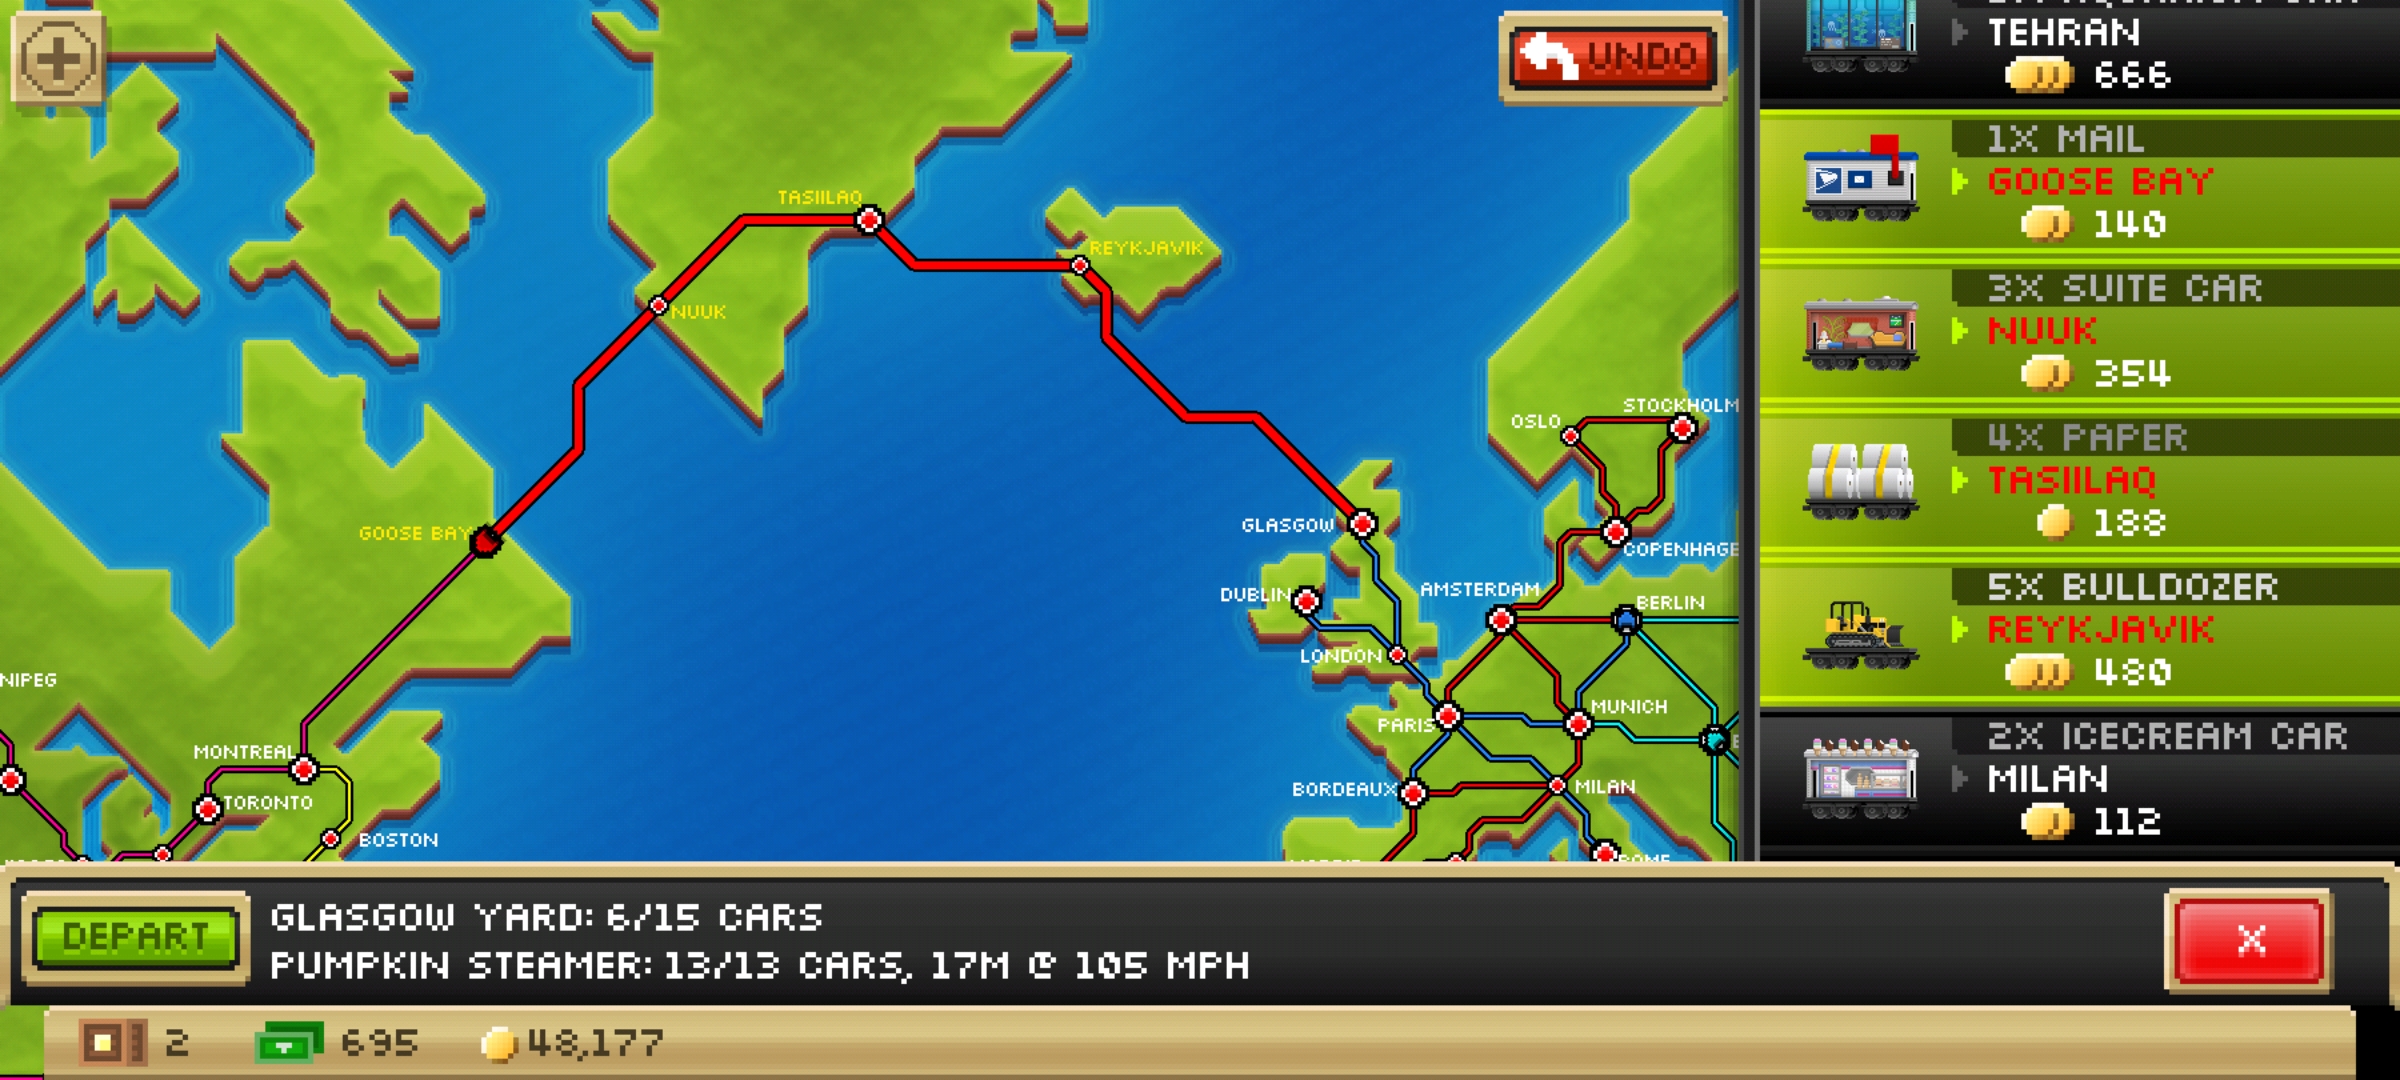 UNDO
TASIILAQ
REYKJAVIK
NUUK
STOCKHOLM
OSLO
GOOSE BAY
GLASGOW
COPENHAGE
DUBLIN
AMSTERDAM
BERLIN
LONDON
NIPEG
MUNICH
PARIS
MONTREAL
BORDEAUX
MILAN
TORONTO
BOSTON
ROME
TEHRAN
666
1X MAIL
GOOSE BAY
140
3X SUITE CAR
NUUK
354
4X PAPER
TASIILAQ
188
5X BULLDOZER
REYKJAVIK
480
2X ICECREAM CAR
MILAN
112
DEPART
GLASGOW YARD: 6/15 CARS
PUMPKIN STEAMER: 13/13 CARS, 17M @ 105 MPH
X
2
695
48,177